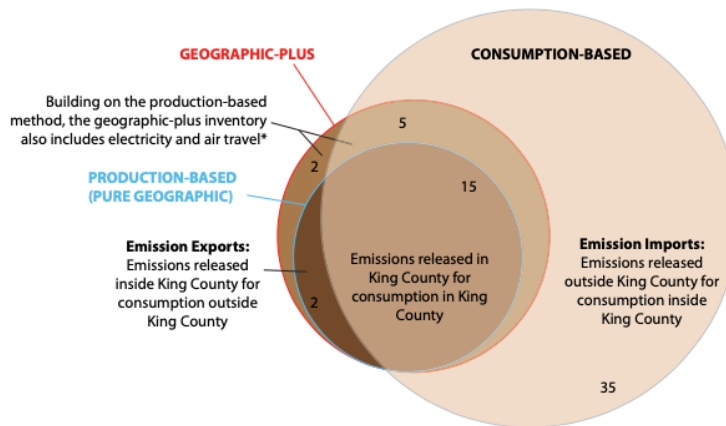 GEOGRAPHIC-PLUS
CONSUMPTION-BASED
Building on the production-based
method, the geographic-plus inventory
also includes electricity and air travel*
5
2
PRODUCTION-BASED
(PURE GEOGRAPHIC)
15
Emission Exports:
Emissions released
inside King County for
consumption outside
King County
2
Emissions released in
King County for
consumption in King
County
Emission Imports:
Emissions released
outside King County for
consumption inside
King County
35